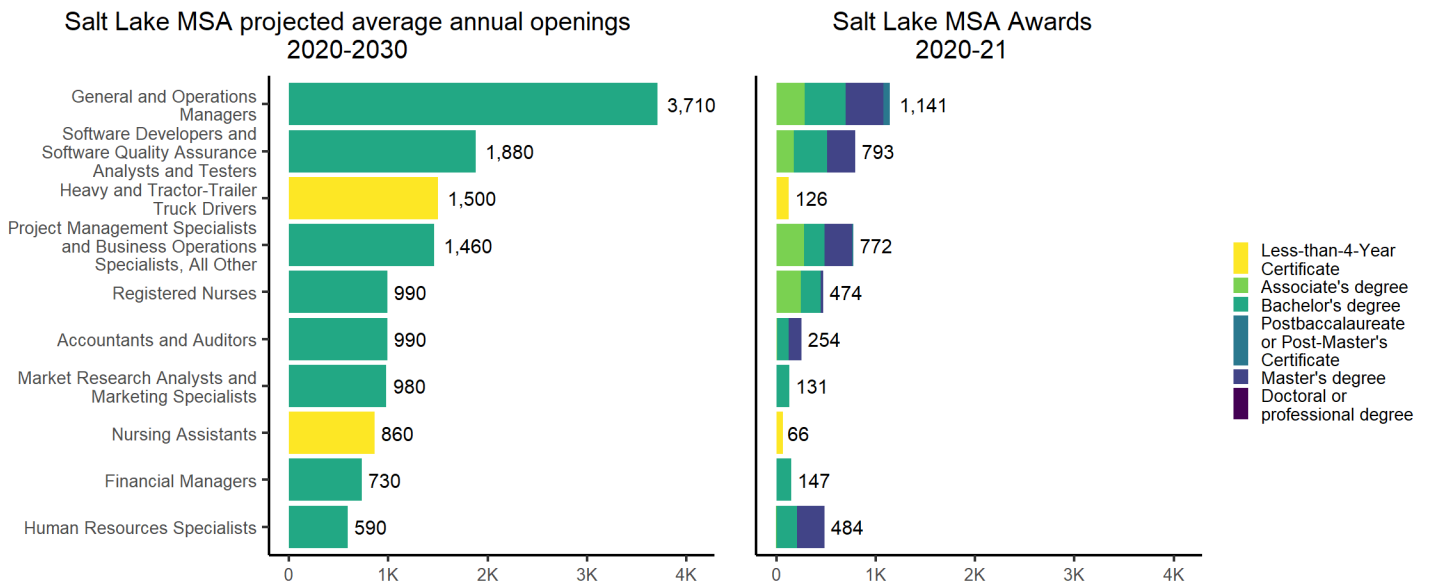 Salt Lake MSA projected average annual openings
2020-2030
General and Operations
Managers
3,710
Software Developers and
Software Quality Assurance
Analysts and Testers
1,880
Heavy and Tractor-Trailer
Truck Drivers
1,500
Project Management Specialists
and Business Operations
Specialists, All Other
1,460
Registered Nurses
990
Accountants and Auditors
990
Market Research Analysts and
Marketing Specialists
980
Nursing Assistants
860
Financial Managers
730
Human Resources Specialists
590
0 1K 2K 3K 4K
Salt Lake MSA Awards
2020-21
1,141
793
126
772
474
254
131
66
147
484
0 1K 2K 3K 4K
Less-than-4-Year
Certificate
Associate's degree
Bachelor's degree
Postbaccalaureate
or Post-Master's
Certificate
Master's degree
Doctoral or
professional degree